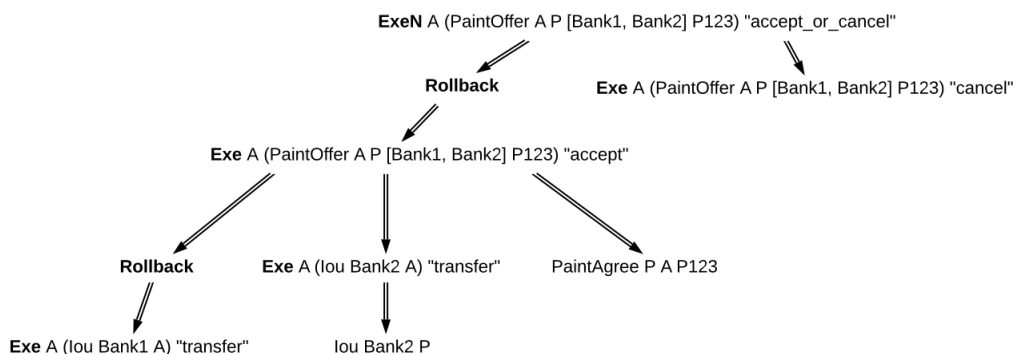 ExeN A (PaintOffer A P [Bank1, Bank2] P123) "accept_or_cancel"
Rollback
Exe A (PaintOffer A P [Bank1, Bank2] P123) "cancel"
Exe A (PaintOffer A P [Bank1, Bank2] P123) "accept"
Rollback
Exe A (Iou Bank2 A) "transfer"
PaintAgree P A P123
Exe A (Iou Bank1 A) "transfer"
Iou Bank2 P